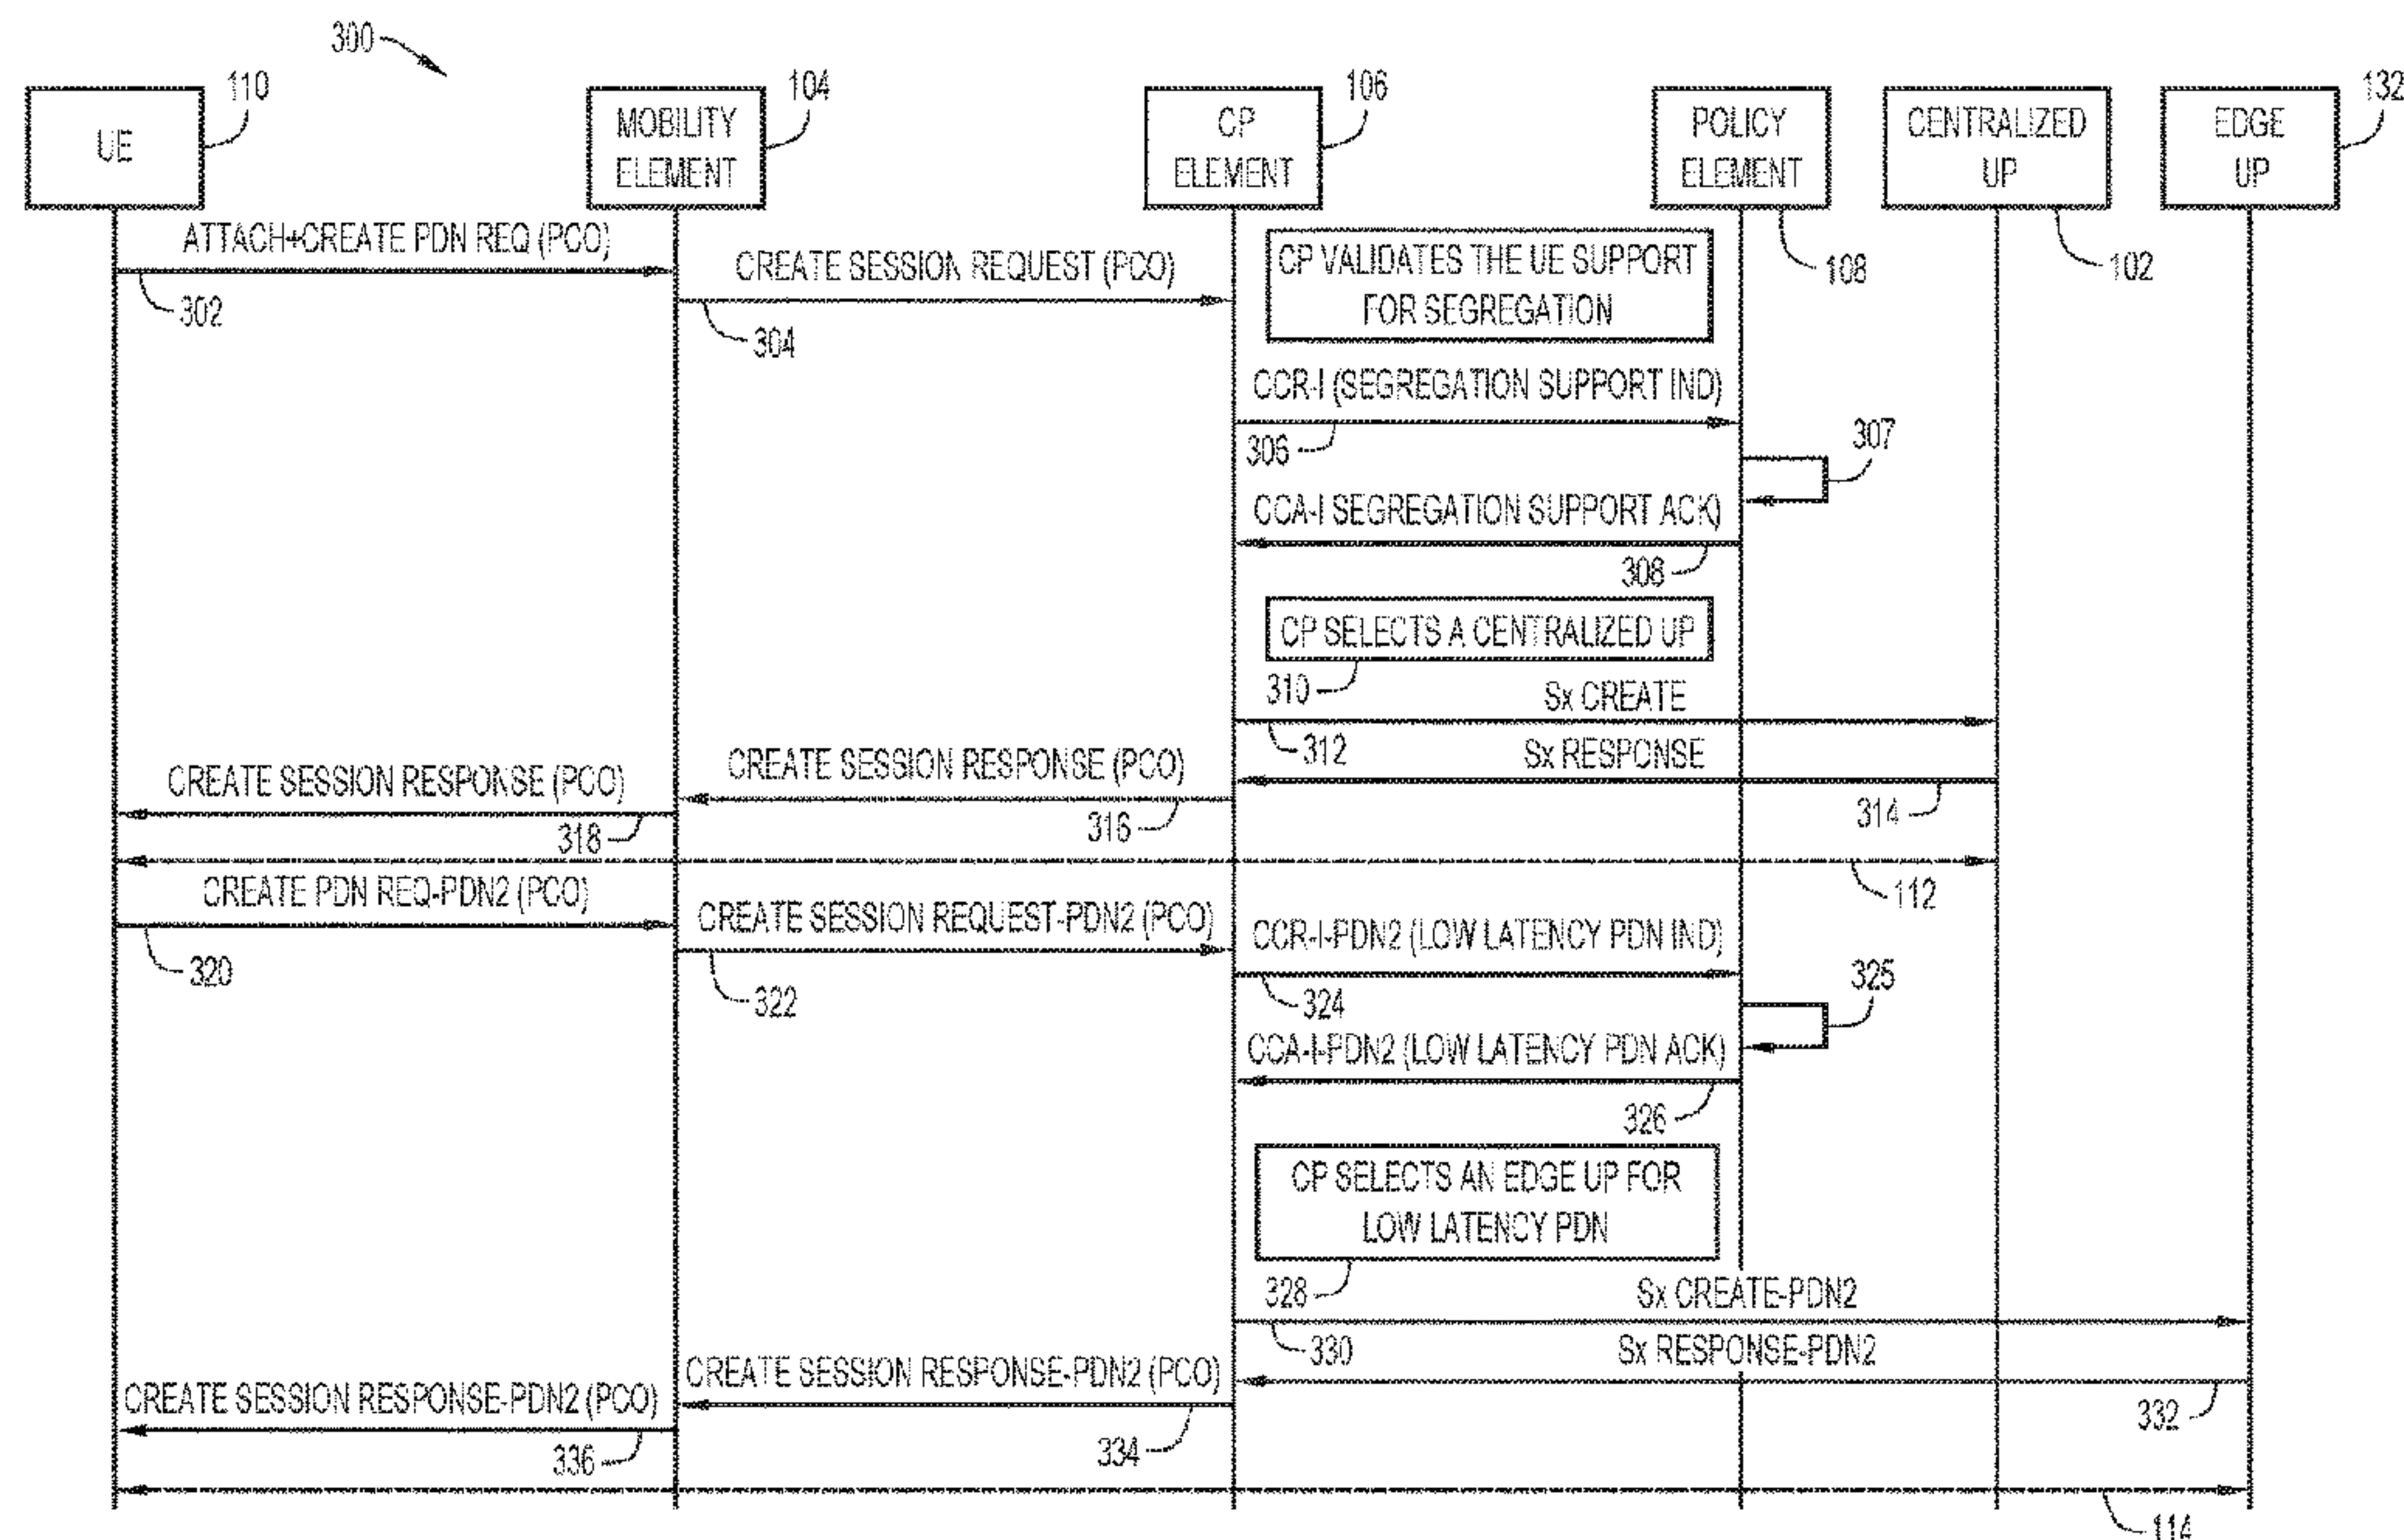 300
110
104
106
132
UE
MOBILITY
ELEMENT
CP
ELEMENT
POLICY
ELEMENT
CENTRALIZED
UP
EDGE
UP
108
102
ATTACH+CREATE PDN REQ (PCO)
302
CREATE SESSION REQUEST (PCO)
304
CP VALIDATES THE UE SUPPORT
FOR SEGREGATION
CCR-I (SEGREGATION SUPPORT IND)
306
307
CCA-I SEGREGATION SUPPORT ACK)
308
CP SELECTS A CENTRALIZED UP
310
Sx CREATE
312
Sx RESPONSE
314
CREATE SESSION RESPONSE (PCO)
316
CREATE SESSION RESPONSE (PCO)
318
112
CREATE PDN REQ-PDN2 (PCO)
320
CREATE SESSION REQUEST-PDN2 (PCO)
322
CCR-I-PDN2 (LOW LATENCY PDN IND)
324
325
CCA-I-PDN2 (LOW LATENCY PDN ACK)
326
CP SELECTS AN EDGE UP FOR
LOW LATENCY PDN
328
Sx CREATE-PDN2
330
Sx RESPONSE-PDN2
332
CREATE SESSION RESPONSE-PDN2 (PCO)
334
CREATE SESSION RESPONSE-PDN2 (PCO)
336
114